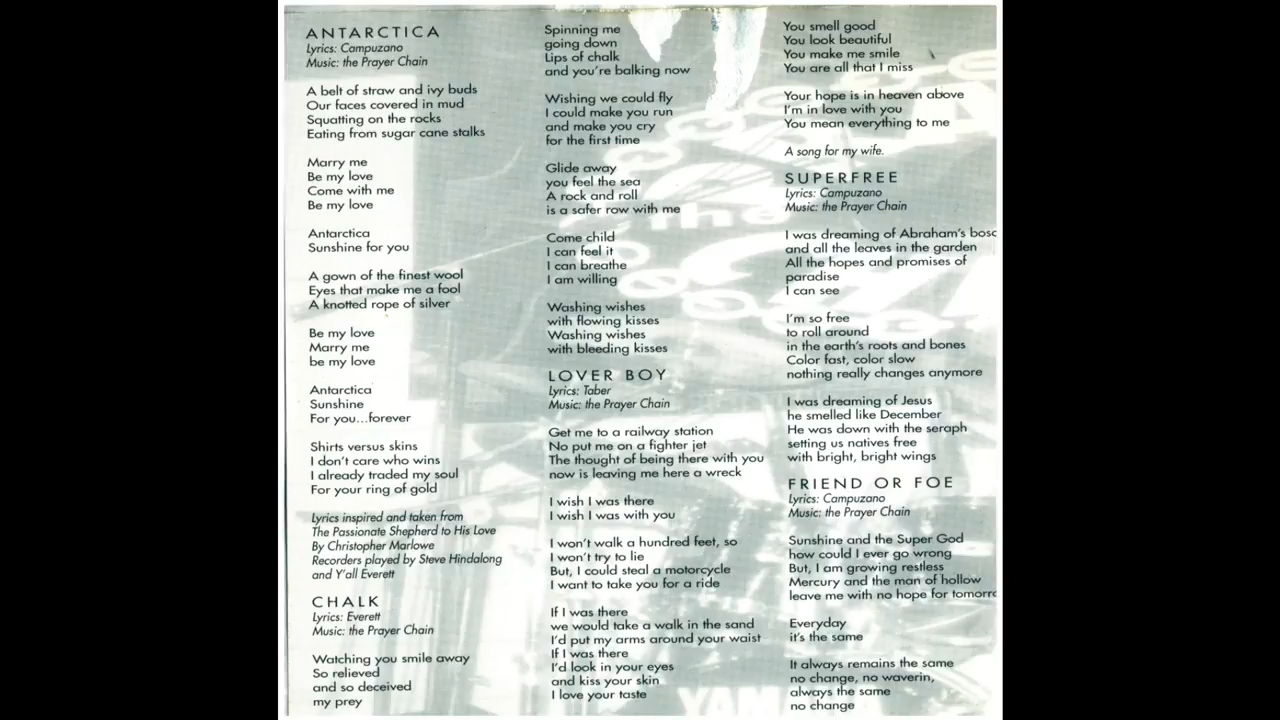 ANTARCTICA
Lyrics: Campuzano
Music: the Prayer Chain
A belt of straw and ivy buds
Our faces covered in mud
Squatting on the rocks
Eating from sugar cane stalks
Marry me
Be my love
Come with me
Be my love
Antarctica
Sunshine for you
A gown of the finest wool
Eyes that make me a fool
A knotted rope of silver
Be my love
Marry me
be my love
Antarctica
Sunshine
For you...forever
Shirts versus skins
I don't care who wins
I already traded my soul
For your ring of gold
Lyrics inspired and taken from
The Passionate Shepherd to His Love
By Christopher Marlowe
Recorders played by Steve Hindalong
and Y'all Everett
CHALK
Lyrics: Everett
Music: the Prayer Chain
Watching you smile away
So relieved
and so deceived
my prey
Spinning me
going down
Lips of chalk
and you're balking now
Wishing we could fly
I could make you run
and make you cry
for the first time
Glide away
you feel the sea
A rock and roll
is a safer row with me
Come child
I can feel it
I can breathe
I am willing
Washing wishes
with flowing kisses
Washing wishes
with bleeding kisses
LOVER BOY
Lyrics: Taber
Music: the Prayer Chain
Get me to a railway station
No put me on a fighter jet
The thought of being there with you
now is leaving me here a wreck
I wish I was there
I wish I was with you
I won't walk a hundred feet, so
I won't try to lie
But, I could steal a motorcycle
I want to take you for a ride
If I was there
we would take a walk in the sand
I'd put my arms around your waist
If I was there
I'd look in your eyes
and kiss your skin
I love your taste
You smell good
You look beautiful
You make me smile
You are all that I miss
Your hope is in heaven above
I'm in love with you
You mean everything to me
A song for my wife.
SUPERFREE
Lyrics: Campuzano
Music: the Prayer Chain
I was dreaming of Abraham's bosc
and all the leaves in the garden
All the hopes and promises of
paradise
I can see
I'm so free
to roll around
in the earth's roots and bones
Color fast, color slow
nothing really changes anymore
I was dreaming of Jesus
he smelled like December
He was down with the seraph
setting us natives free
with bright, bright wings
FRIEND OR FOE
Lyrics: Campuzano
Music: the Prayer Chain
Sunshine and the Super God
how could I ever go wrong
But, I am growing restless
Mercury and the man of hollow
leave me with no hope for tomorro
Everyday
it's the same
It always remains the same
no change, no waverin,
always the same
no change